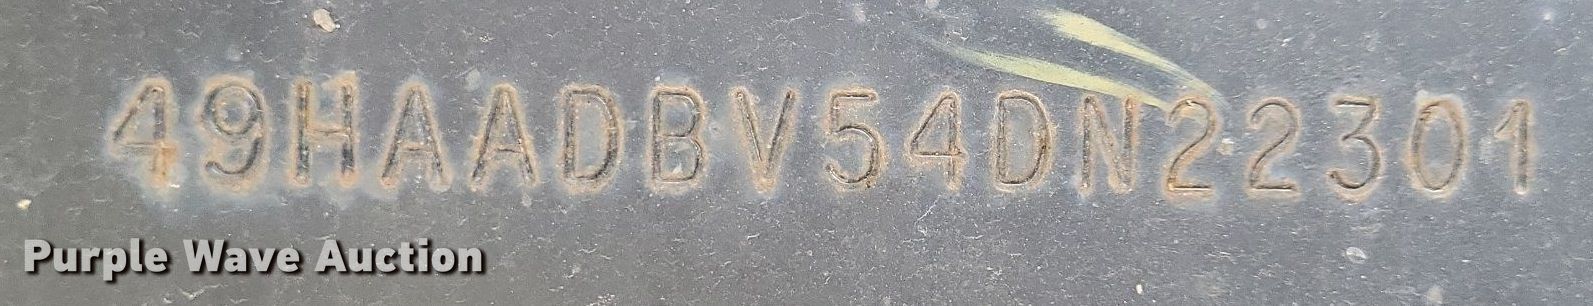 49HAADBV54DN22301
Purple Wave Auction